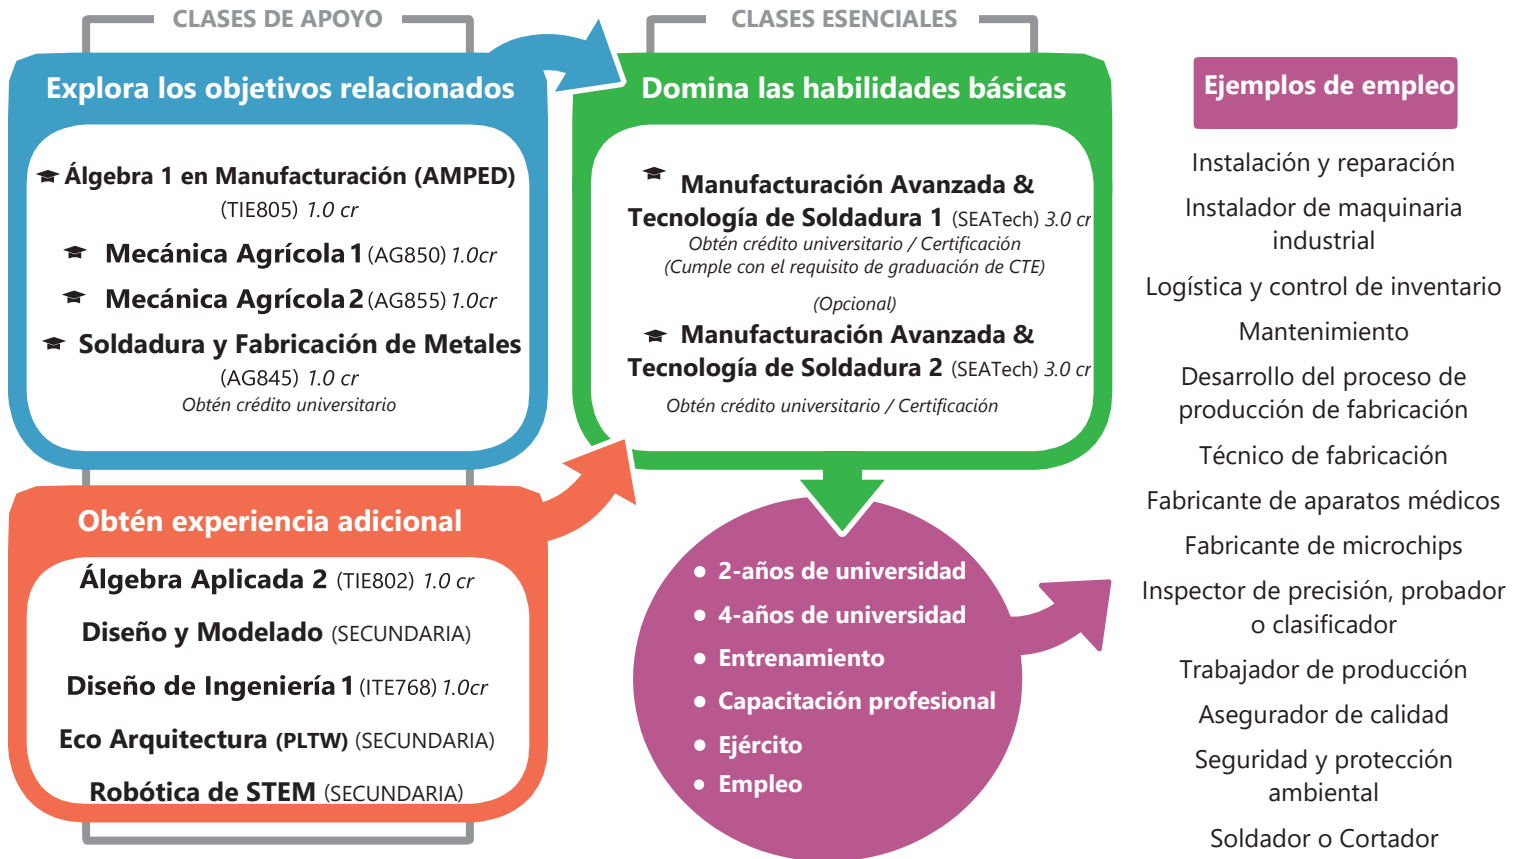 CLASES DE APOYO
Explora los objetivos relacionados
Álgebra 1 en Manufacturación (AMPED)
(TIE805) 1.0 cr
Mecánica Agrícola 1 (AG850) 1.0cr
Mecánica Agrícola 2 (AG855) 1.0cr
Soldadura y Fabricación de Metales
(AG845) 1.0 cr
Obtén crédito universitario
Obtén experiencia adicional
Álgebra Aplicada 2 (TIE802) 1.0 cr
Diseño y Modelado (SECUNDARIA)
Diseño de Ingeniería 1 (ITE768) 1.0cr
Eco Arquitectura (PLTW) (SECUNDARIA)
Robótica de STEM (SECUNDARIA)
CLASES ESENCIALES
Domina las habilidades básicas
Manufacturación Avanzada &
Tecnología de Soldadura 1 (SEATech) 3.0 cr
Obtén crédito universitario / Certificación
(Cumple con el requisito de graduación de CTE)
(Opcional)
Manufacturación Avanzada &
Tecnología de Soldadura 2 (SEATech) 3.0 cr
Obtén crédito universitario / Certificación
• 2-años de universidad
• 4-años de universidad
• Entrenamiento
• Capacitación profesional
• Ejército
• Empleo
Ejemplos de empleo
Instalación y reparación
Instalador de maquinaria
industrial
Logística y control de inventario
Mantenimiento
Desarrollo del proceso de
producción de fabricación
Técnico de fabricación
Fabricante de aparatos médicos
Fabricante de microchips
Inspector de precisión, probador
o clasificador
Trabajador de producción
Asegurador de calidad
Seguridad y protección
ambiental
Soldador o Cortador